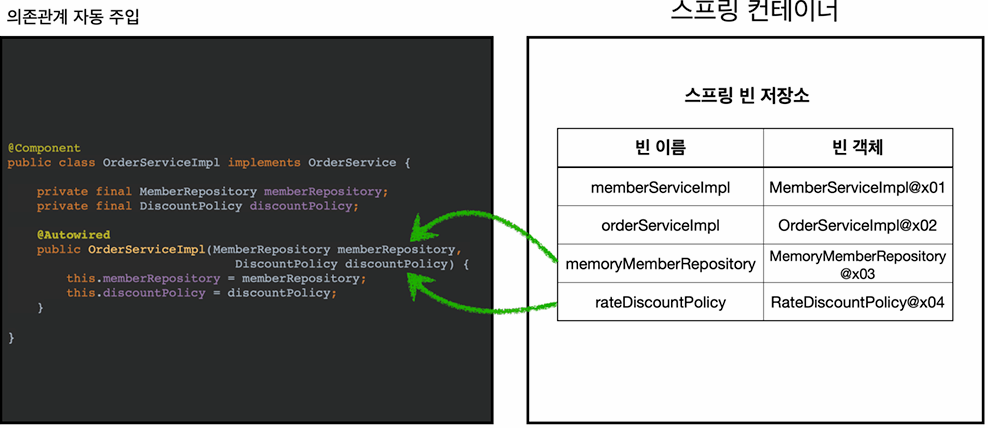 의존관계 자동 주입
스프링 컨테이너
@Component
public class OrderServiceImpl implements OrderService {
private final MemberRepository memberRepository;
private final DiscountPolicy discountPolicy;
@Autowired
public OrderServiceImpl(MemberRepository memberRepository,
DiscountPolicy discountPolicy) {
this.memberRepository = memberRepository;
this.discountPolicy = discountPolicy;
}
}
스프링 빈 저장소
빈 이름 빈 객체
memberServiceImpl MemberServiceImpl@x01
orderServiceImpl OrderServiceImpl@x02
memoryMemberRepository MemoryMemberRepository
@x03
rateDiscountPolicy RateDiscountPolicy@x04